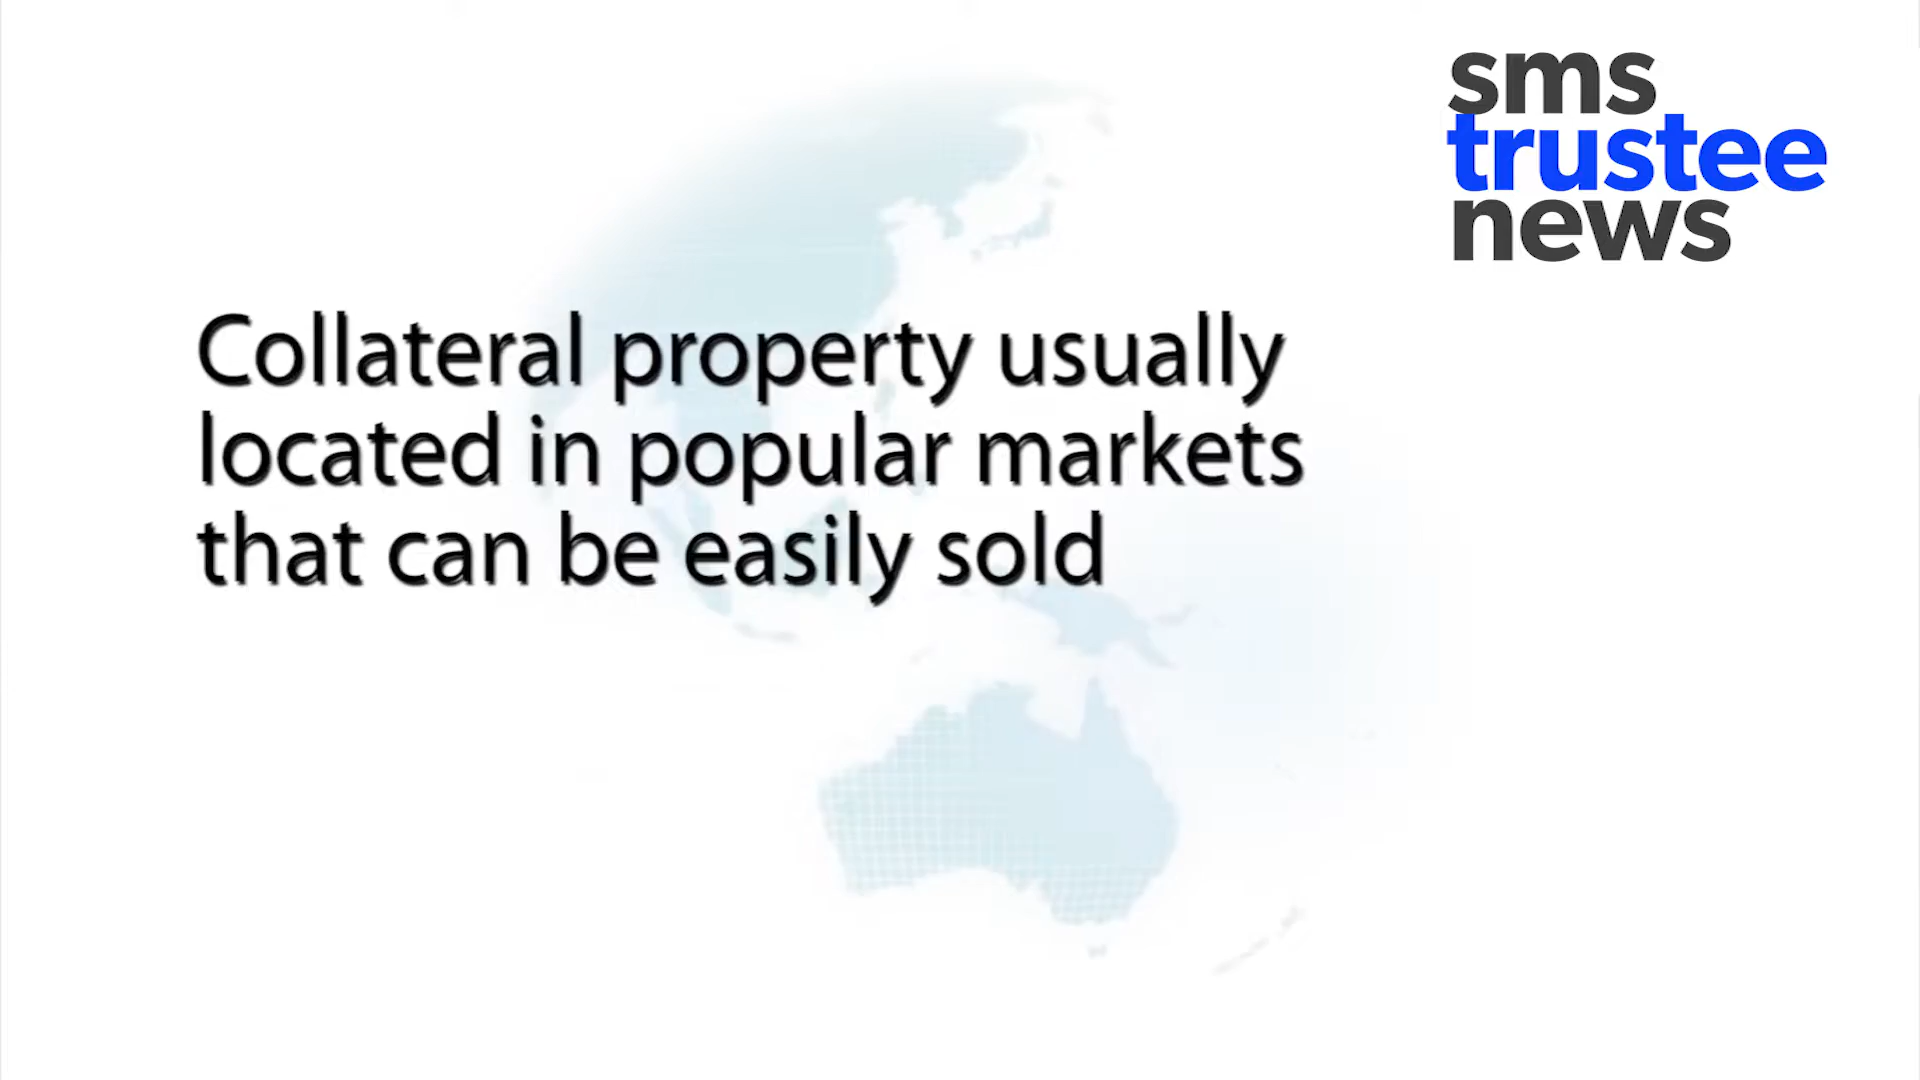 sms
trustee
news
Collateral property usually
located in popular markets
that can be easily sold